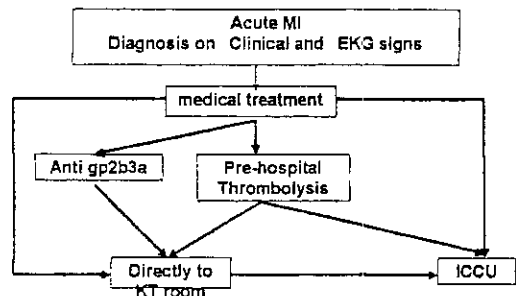 Acute MI
Diagnosis on Clinical and EKG signs
medical treatment
Anti gp2b3a
Pre-hospital
Thrombolysis
Directly to
KT room
ICCU